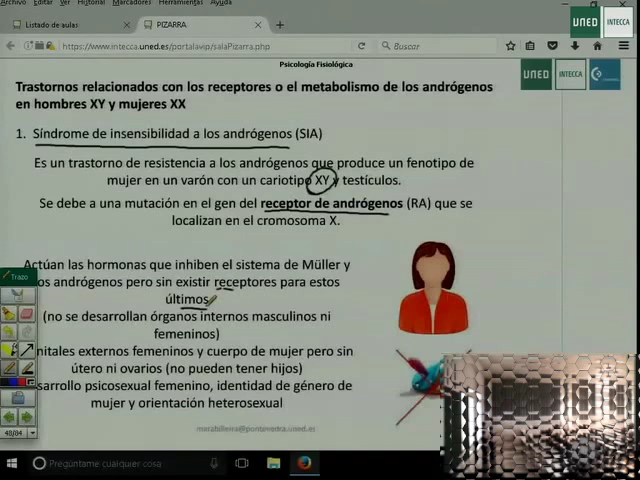 Archivo Editar Ver Historial Marcadores Herramientas Ayuda
Listado de aulas
PIZARRA
https://www.intecca.uned.es/portalavip/salaPizarra.php
Buscar
UNED
INTECCA
Psicología Fisiológica
UNED
INTECCA
Trastornos relacionados con los receptores o el metabolismo de los andrógenos
en hombres XY y mujeres XX
1. Síndrome de insensibilidad a los andrógenos (SIA)
Es un trastorno de resistencia a los andrógenos que produce un fenotipo de
mujer en un varón con un cariotipo XY y testículos.
Se debe a una mutación en el gen del receptor de andrógenos (RA) que se
localizan en el cromosoma X.
Actúan las hormonas que inhiben el sistema de Müller y
los andrógenos pero sin existir receptores para estos
últimos
(no se desarrollan órganos internos masculinos ni
femeninos)
nitales externos femeninos y cuerpo de mujer pero sin
útero ni ovarios (no pueden tener hijos)
sarrollo psicosexual femenino, identidad de género de
mujer y orientación heterosexual
Trazo
48/84
Pregúntame cualquier cosa